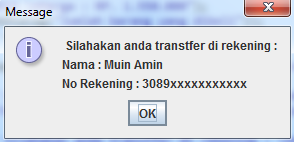 Message
Silahakan anda transtfer di rekening :
Nama : Muin Amin
No Rekening : 3089xxxxxxxxxxx
OK